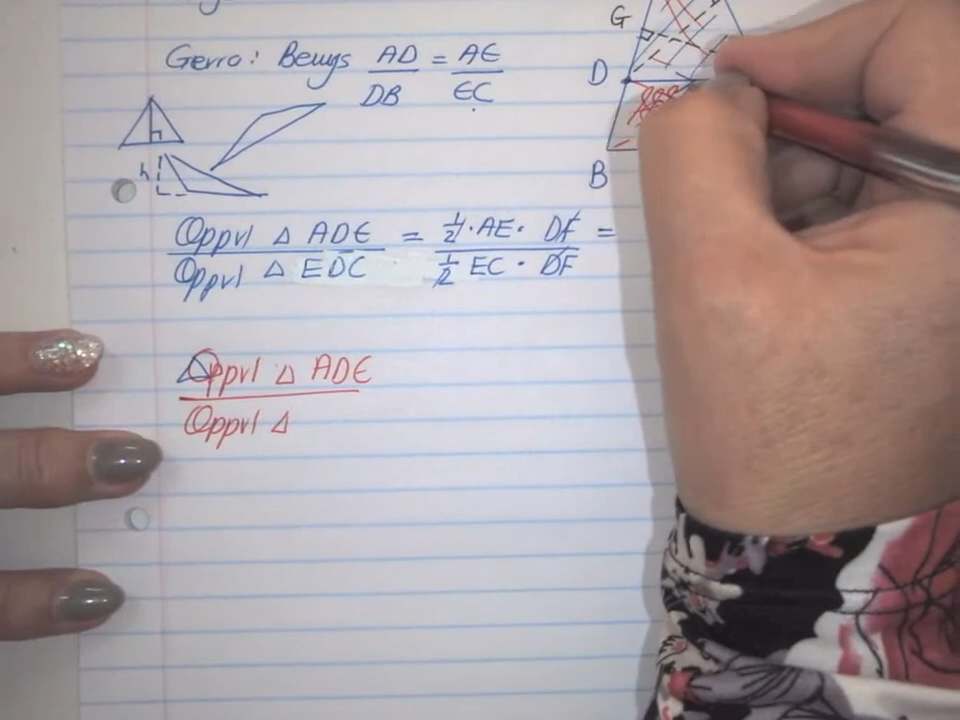 Gevra: Bewys AD/DB = AE/EC
h
Oppvl △ ADE / Oppvl △ EDC = ½·AE·DF / ½ EC·DF =
Oppvl △ ADE / Oppvl △
G
D
B